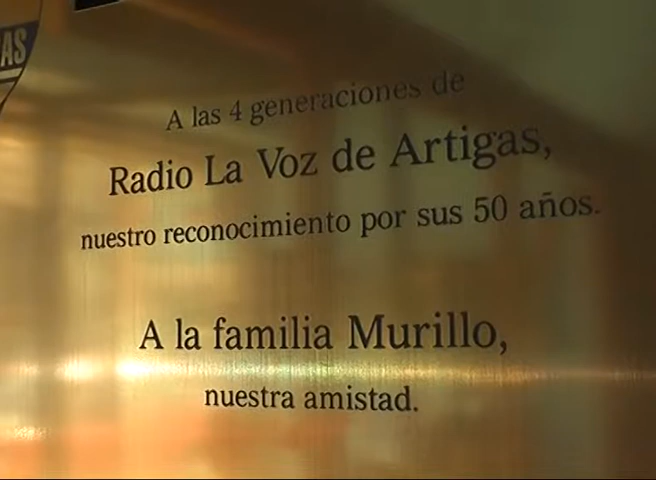 AS
A las 4 generaciones de
Radio La Voz de Artigas,
nuestro reconocimiento por sus 50 años.
A la familia Murillo,
nuestra amistad.